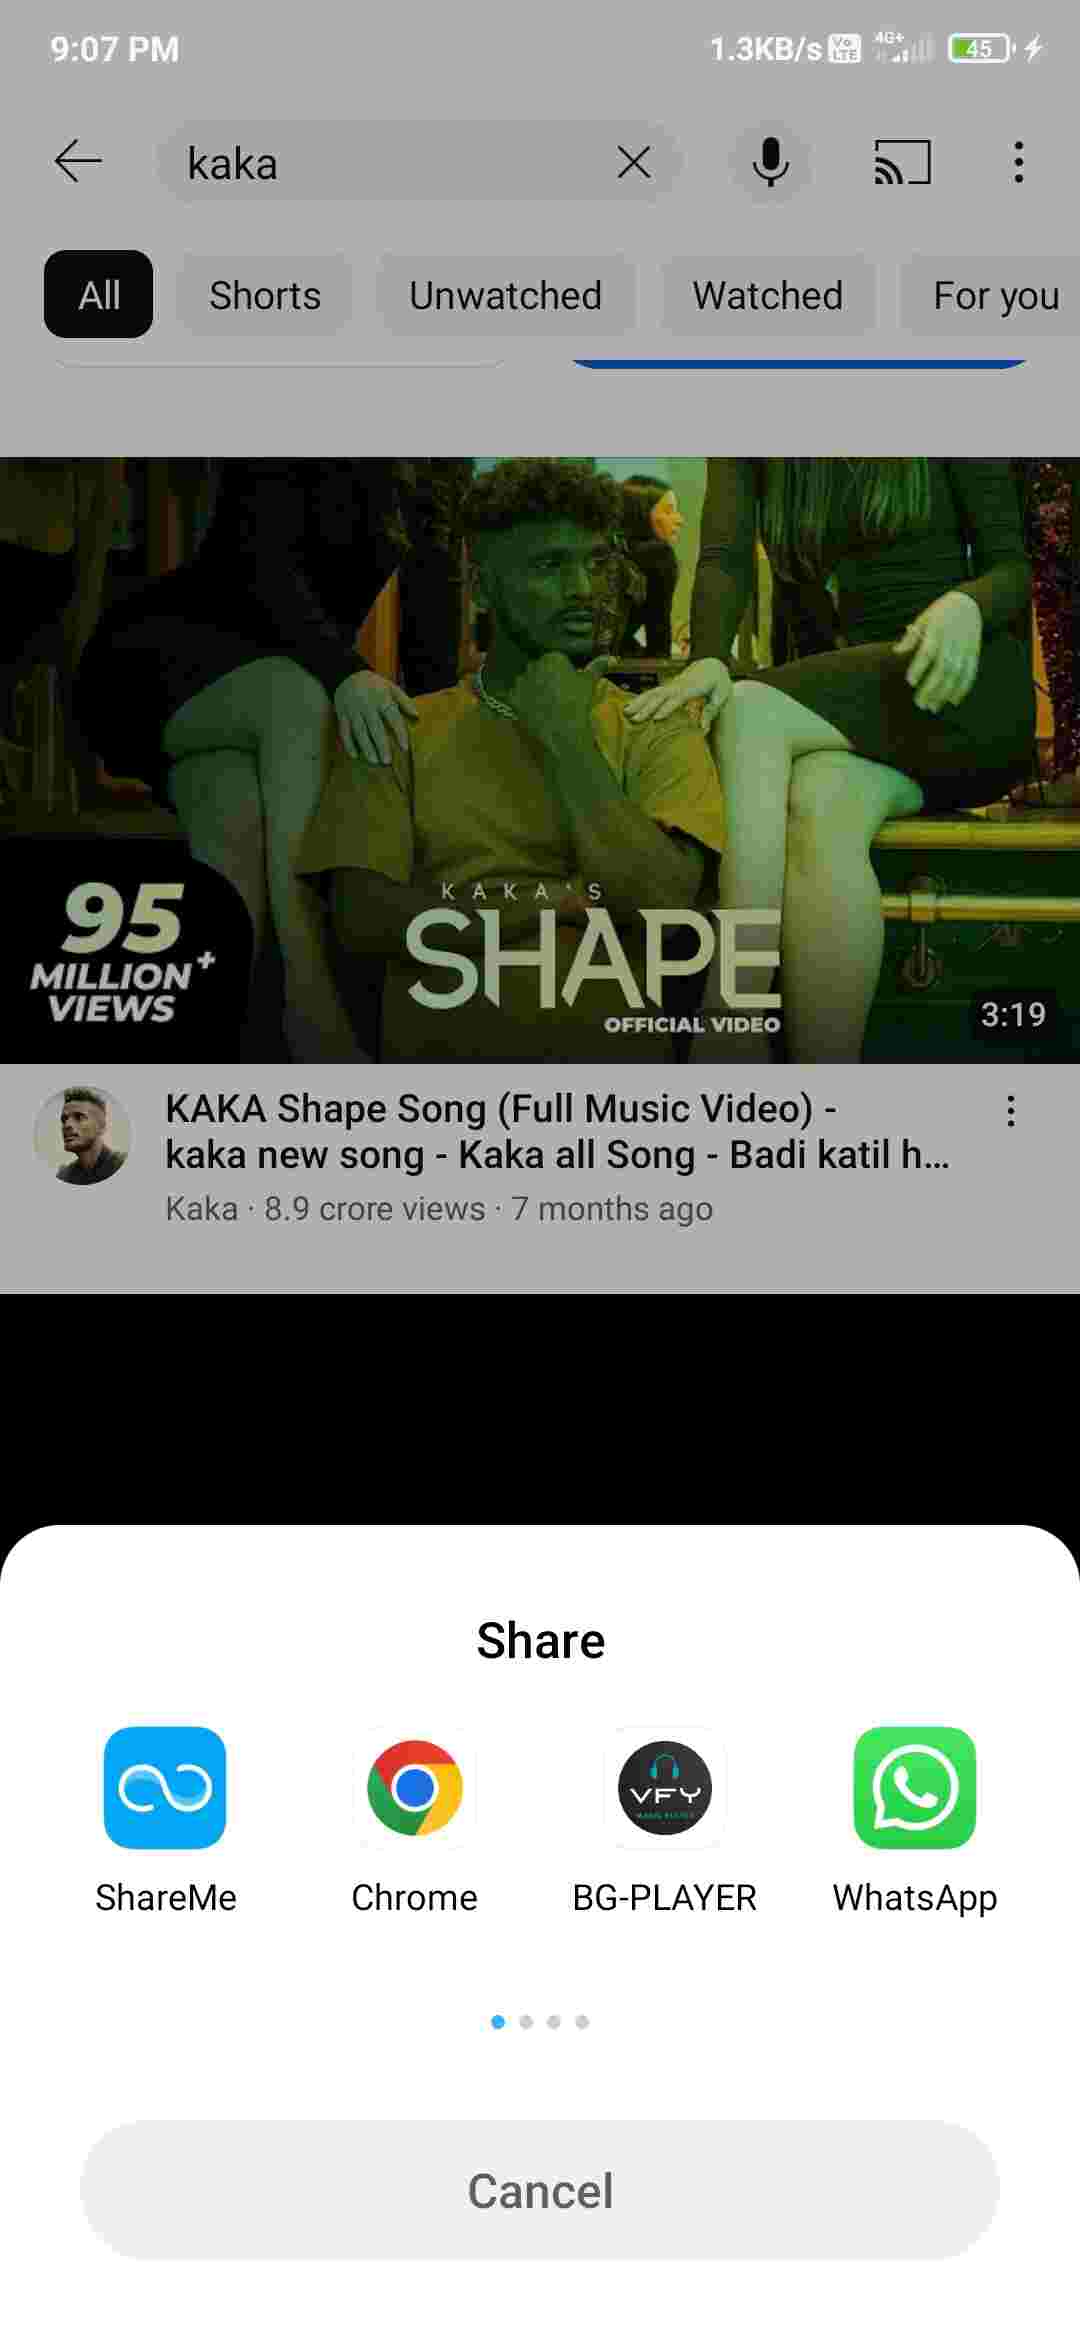 9:07 PM
1.3KB/s Vo LTE 4G+ 45
kaka
All Shorts Unwatched Watched For you
KAKA'S
SHAPE
OFFICIAL VIDEO
95
MILLION+
VIEWS
3:19
KAKA Shape Song (Full Music Video) -
kaka new song - Kaka all Song - Badi katil h...
Kaka · 8.9 crore views · 7 months ago
Share
VFY
ShareMe Chrome BG-PLAYER WhatsApp
Cancel